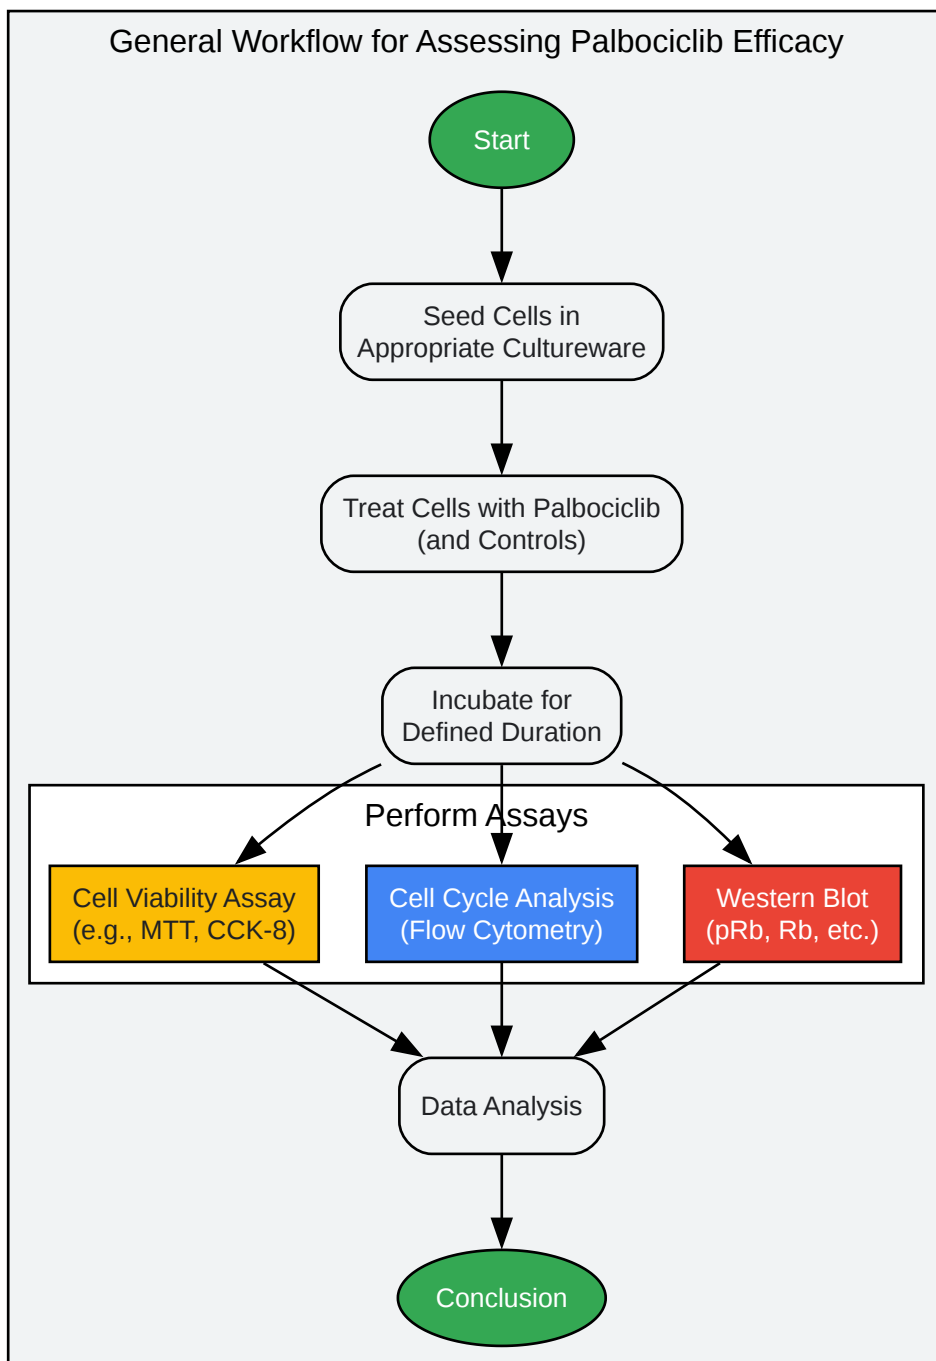 General Workflow for Assessing Palbociclib Efficacy
Start
Seed Cells in
Appropriate Cultureware
Treat Cells with Palbociclib
(and Controls)
Incubate for
Defined Duration
Perform Assays
Cell Viability Assay
(e.g., MTT, CCK-8)
Cell Cycle Analysis
(Flow Cytometry)
Western Blot
(pRb, Rb, etc.)
Data Analysis
Conclusion